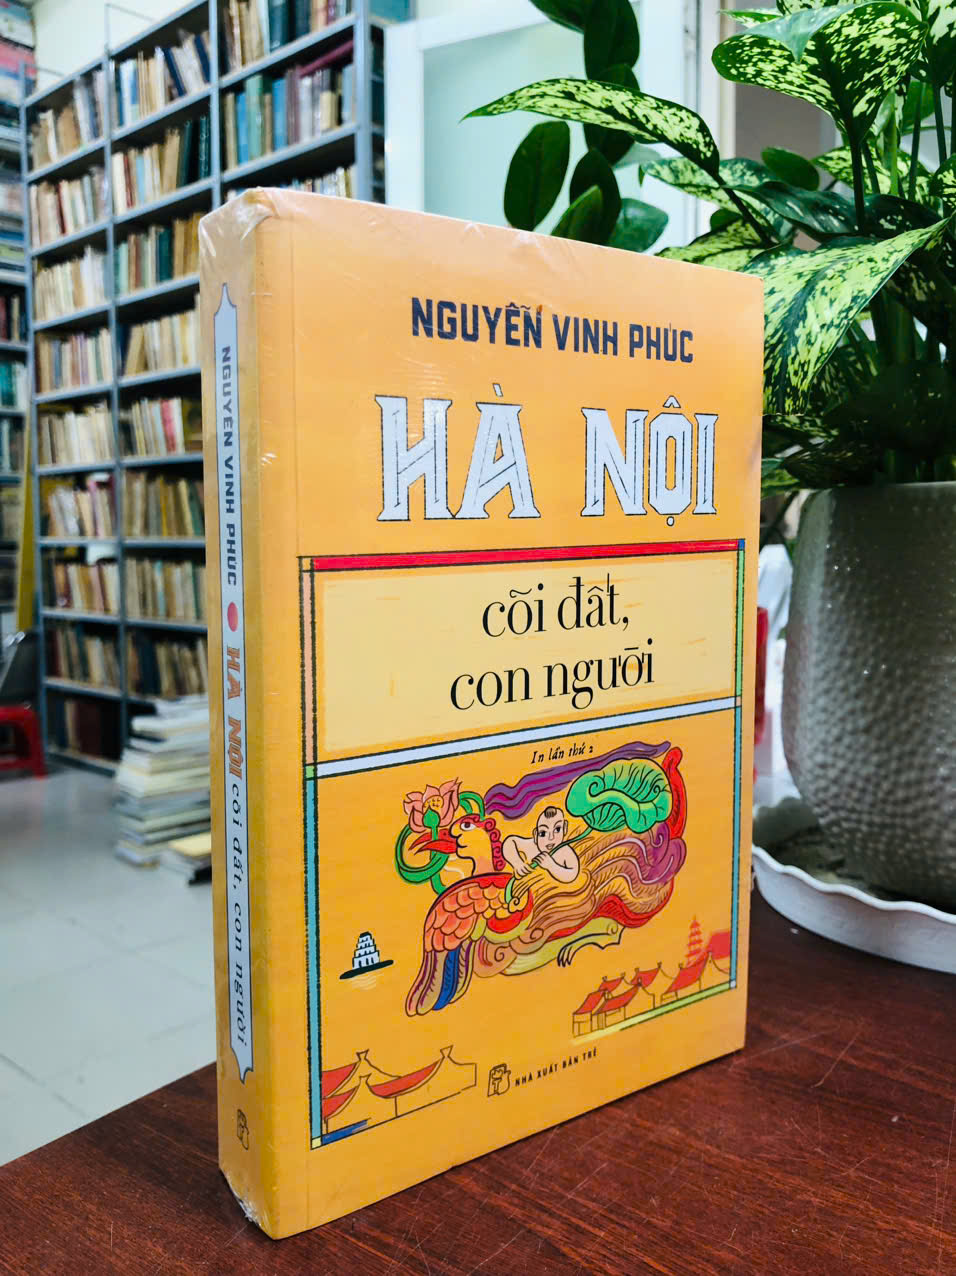 NGUYỄN VINH PHÚC
HÀ NỘI
cõi đất,
con người
In lần thứ 2
NHÀ XUẤT BẢN TRẺ
NGUYỄN VINH PHÚC HÀ NỘI cõi đất, con người